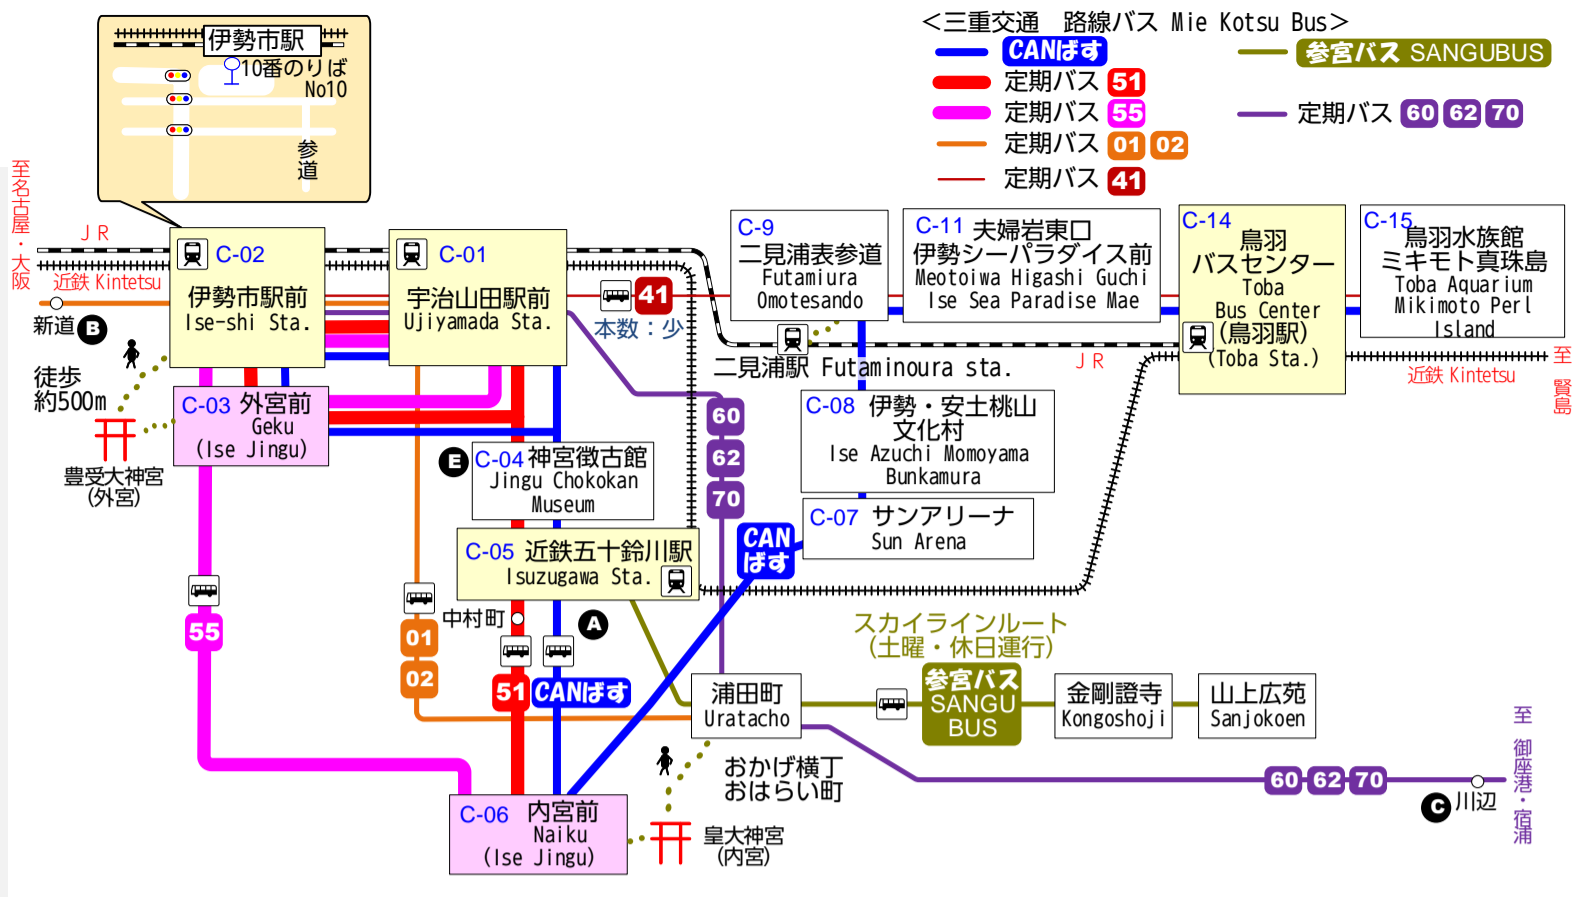 伊勢市駅
10番のりば
No10
参道
＜三重交通　路線バス Mie Kotsu Bus＞
CANばす
定期バス 51
定期バス 55
定期バス 01 02
定期バス 41
参宮バス SANGUBUS
定期バス 60 62 70
至名古屋・大阪
ＪＲ
近鉄 Kintetsu
新道 B
徒歩
約500m
豊受大神宮
(外宮)
C-02
伊勢市駅前
Ise-shi Sta.
C-01
宇治山田駅前
Ujiyamada Sta.
41
本数：少
C-9
二見浦表参道
Futamiura
Omotesando
C-11 夫婦岩東口
伊勢シーパラダイス前
Meotoiwa Higashi Guchi
Ise Sea Paradise Mae
C-14
鳥羽
バスセンター
Toba
Bus Center
(鳥羽駅)
(Toba Sta.)
C-15
鳥羽水族館
ミキモト真珠島
Toba Aquarium
Mikimoto Perl
Island
二見浦駅 Futaminoura sta.
ＪＲ
近鉄 Kintetsu
至 賢島
C-03 外宮前
Geku
(Ise Jingu)
E
C-04 神宮徴古館
Jingu Chokokan
Museum
60
62
70
C-08 伊勢・安土桃山
文化村
Ise Azuchi Momoyama
Bunkamura
C-07 サンアリーナ
Sun Arena
CAN
ばす
C-05 近鉄五十鈴川駅
Isuzugawa Sta.
中村町
A
55
01
02
51 CANばす
スカイラインルート
(土曜・休日運行)
浦田町
Uratacho
参宮バス
SANGU
BUS
金剛證寺
Kongoshoji
山上広苑
Sanjokoen
おかげ横丁
おはらい町
60 62 70
C 川辺
至 御座港・宿浦
C-06 内宮前
Naiku
(Ise Jingu)
皇大神宮
(内宮)